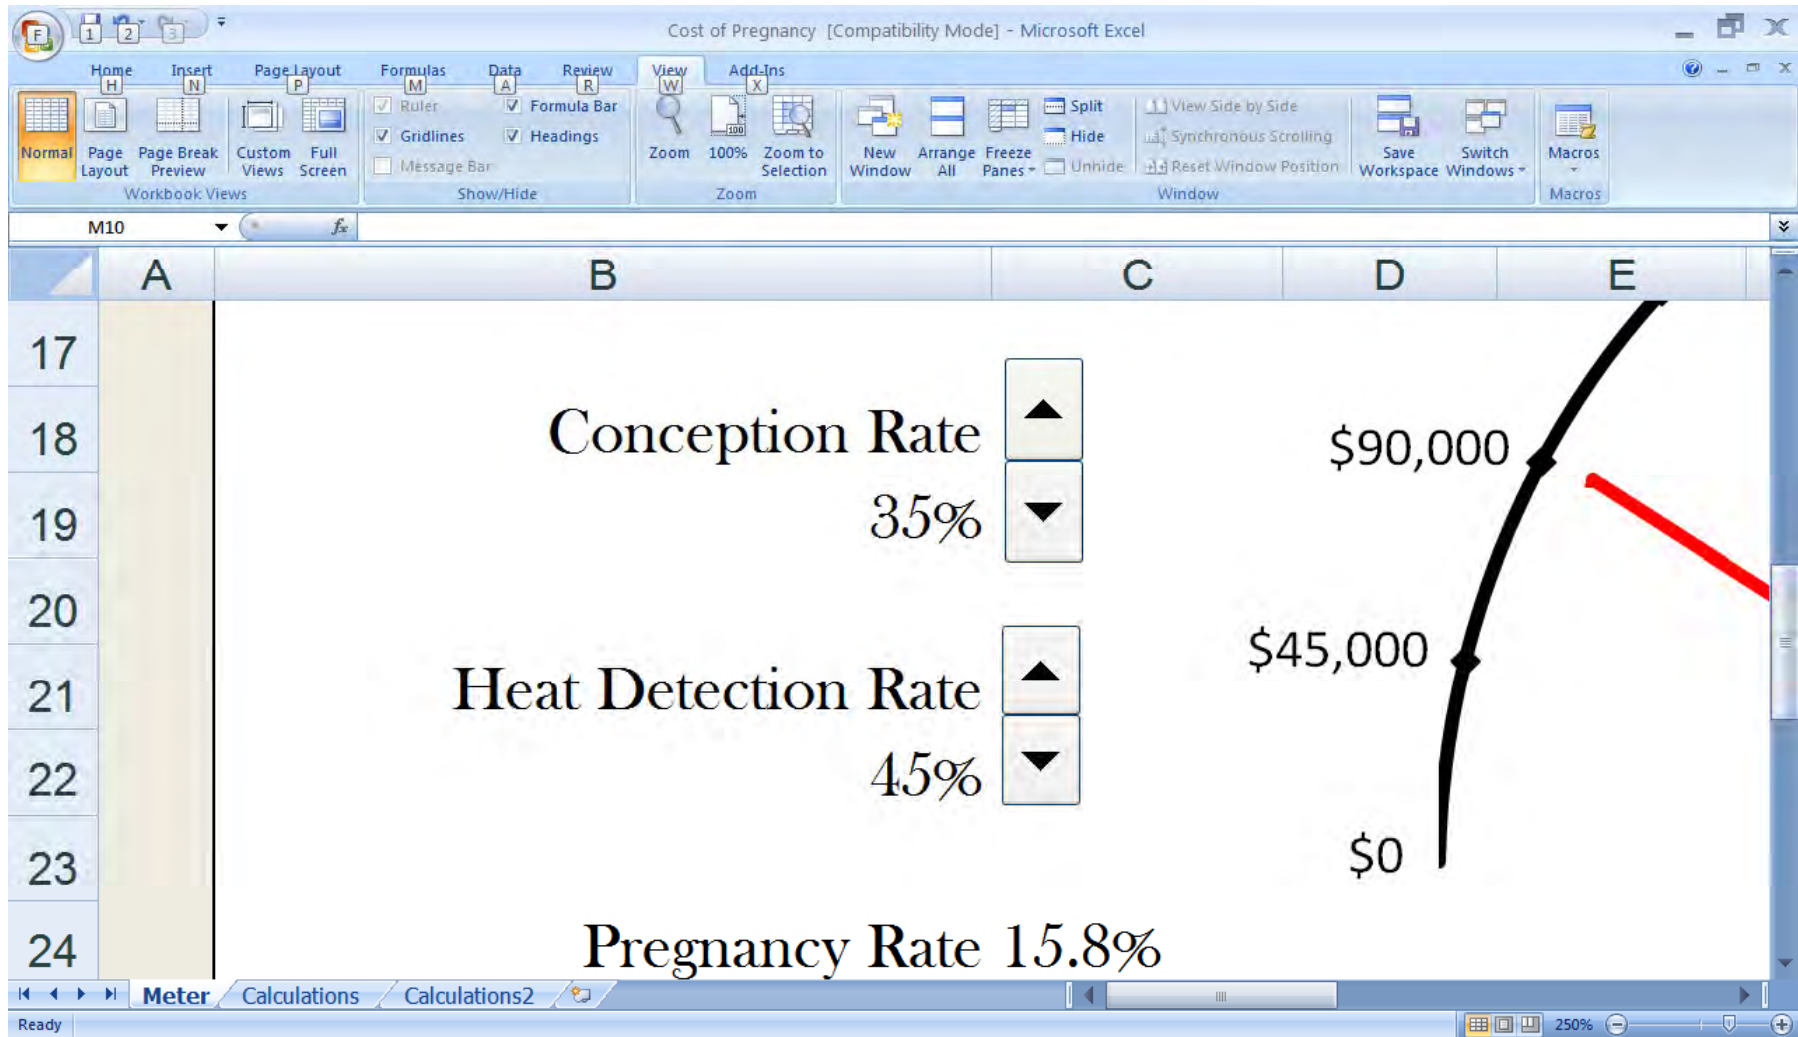 F 1 2 3
Cost of Pregnancy [Compatibility Mode] - Microsoft Excel
Home Insert Page Layout Formulas Data Review View Add-Ins
H N P M A R W X
Normal Page Layout Page Break Preview Custom Views Full Screen
Workbook Views
Ruler Formula Bar
Gridlines Headings
Message Bar
Show/Hide
Zoom 100% Zoom to Selection
Zoom
New Window Arrange All Freeze Panes
Split
Hide
Unhide
View Side by Side
Synchronous Scrolling
Reset Window Position
Save Workspace Switch Windows
Window
Macros
Macros
M10 fx
A B C D E
17
18 Conception Rate $90,000
19 35%
20
$45,000
21 Heat Detection Rate
22 45%
23 $0
24 Pregnancy Rate 15.8%
Meter Calculations Calculations2
Ready 250%